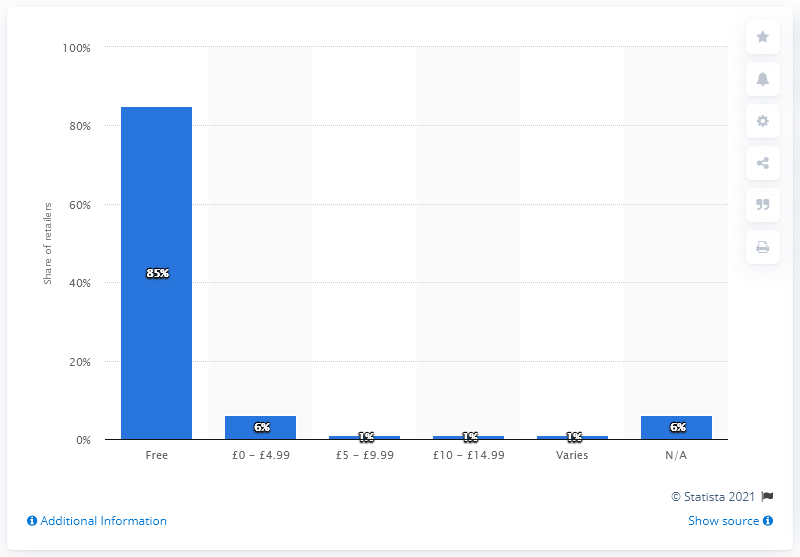 100%
80%
60%
40%
20%
0%
Share of retailers
85%
6%
1%
1%
1%
6%
Free
£0 – £4.99
£5 – £9.99
£10 – £14.99
Varies
N/A
© Statista 2021
Additional Information
Show source